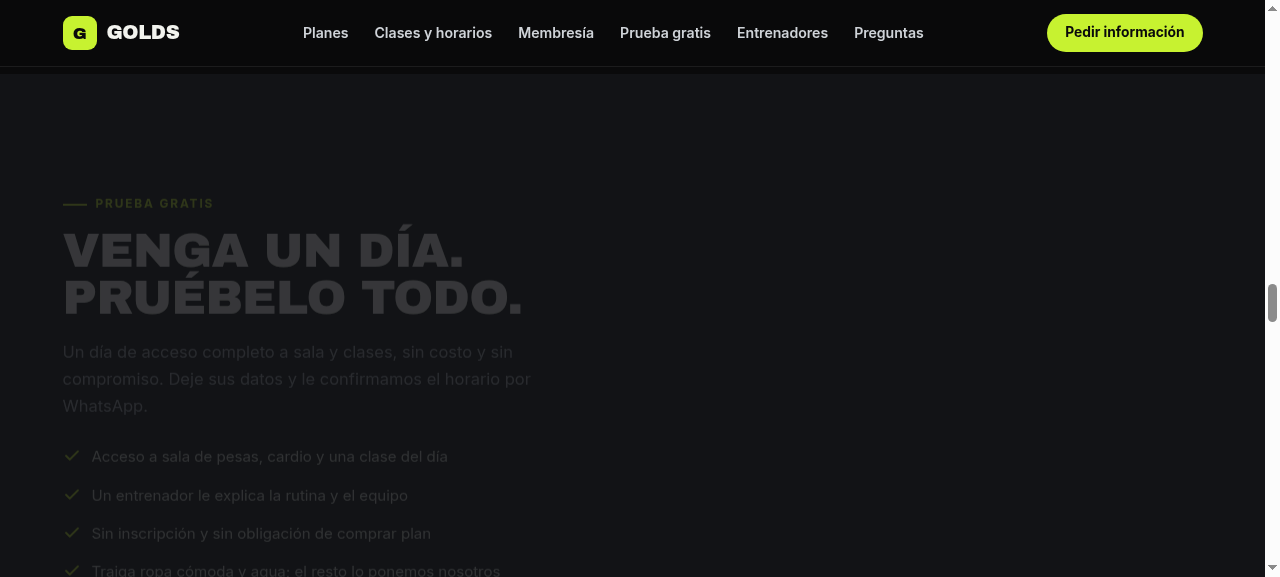 G GOLDS
Planes Clases y horarios Membresía Prueba gratis Entrenadores Preguntas
Pedir información
PRUEBA GRATIS
VENGA UN DÍA.
PRUÉBELO TODO.
Un día de acceso completo a sala y clases, sin costo y sin
compromiso. Deje sus datos y le confirmamos el horario por
WhatsApp.
Acceso a sala de pesas, cardio y una clase del día
Un entrenador le explica la rutina y el equipo
Sin inscripción y sin obligación de comprar plan
Traiga ropa cómoda y agua; el resto lo ponemos nosotros